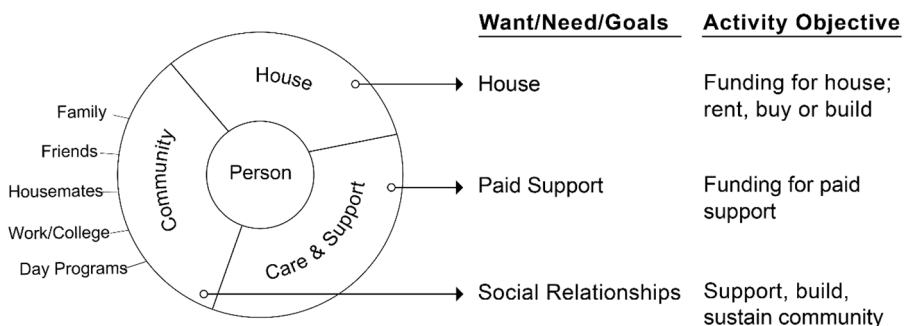 Want/Need/Goals
Activity Objective
House
House
Funding for house;
rent, buy or build
Family
Friends
Housemates
Work/College
Day Programs
Community
Person
Care & Support
Paid Support
Funding for paid
support
Social Relationships
Support, build,
sustain community